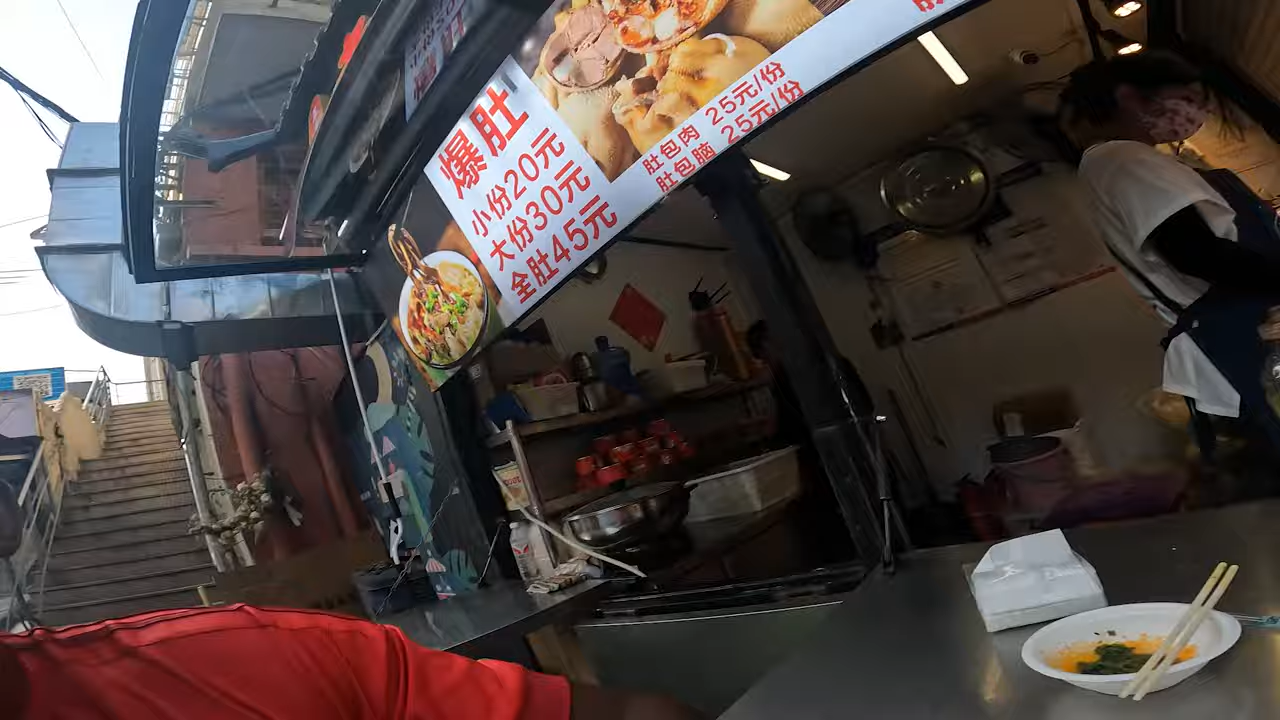 爆肚
小份20元
大份30元
全肚45元
肚包肉 25元/份
肚包脑 25元/份